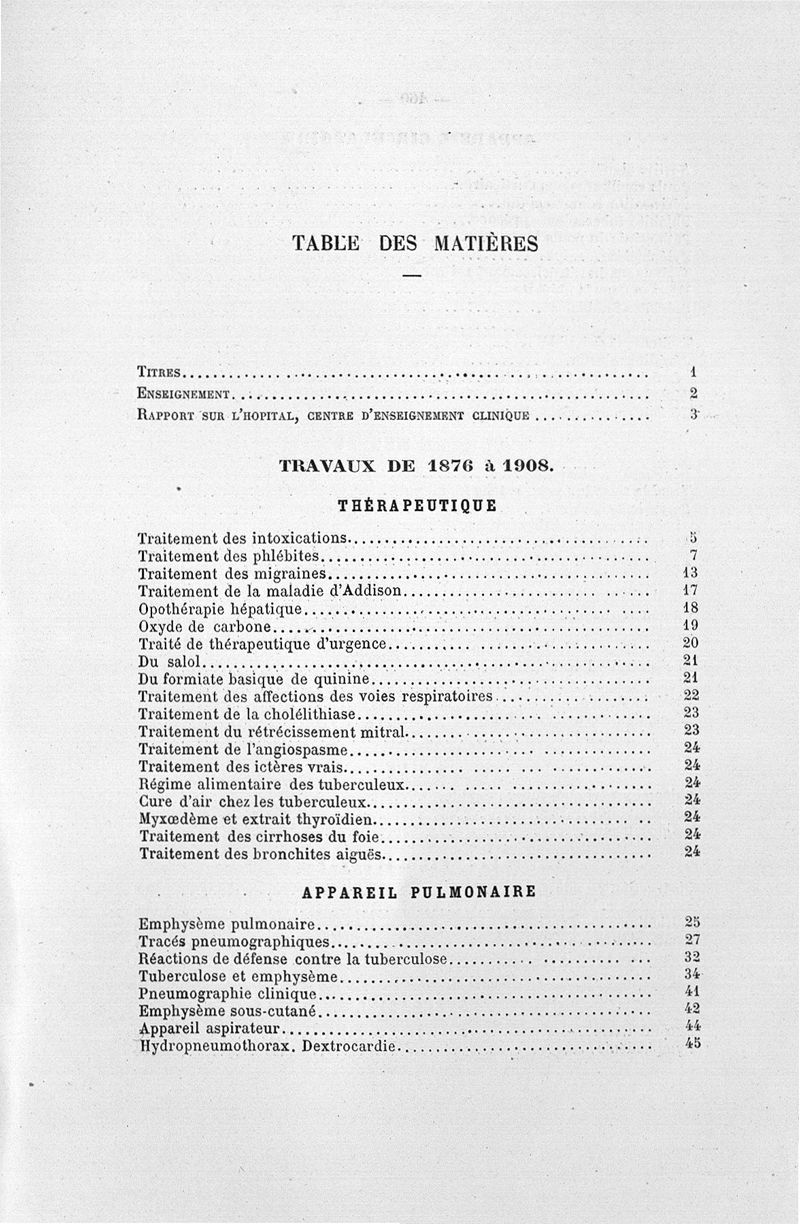 TABLE DES MATIÈRES
TITRES 1
ENSEIGNEMENT 2
RAPPORT SUR L'HOPITAL, CENTRE D'ENSEIGNEMENT CLINIQUE 3
TRAVAUX DE 1876 à 1908.
THÉRAPEUTIQUE
Traitement des intoxications 5
Traitement des phlébites 7
Traitement des migraines 13
Traitement de la maladie d'Addison 17
Opothérapie hépatique 18
Oxyde de carbone 19
Traité de thérapeutique d'urgence 20
Du salol 21
Du formiate basique de quinine 21
Traitement des affections des voies respiratoires 22
Traitement de la cholélithiase 23
Traitement du rétrécissement mitral 23
Traitement de l'angiospasme 24
Traitement des ictères vrais 24
Régime alimentaire des tuberculeux 24
Cure d'air chez les tuberculeux 24
Myxœdème et extrait thyroïdien 24
Traitement des cirrhoses du foie 24
Traitement des bronchites aiguës 24
APPAREIL PULMONAIRE
Emphysème pulmonaire 25
Tracés pneumographiques 27
Réactions de défense contre la tuberculose 32
Tuberculose et emphysème 34
Pneumographie clinique 41
Emphysème sous-cutané 42
Appareil aspirateur 44
Hydropneumothorax. Dextrocardie 45